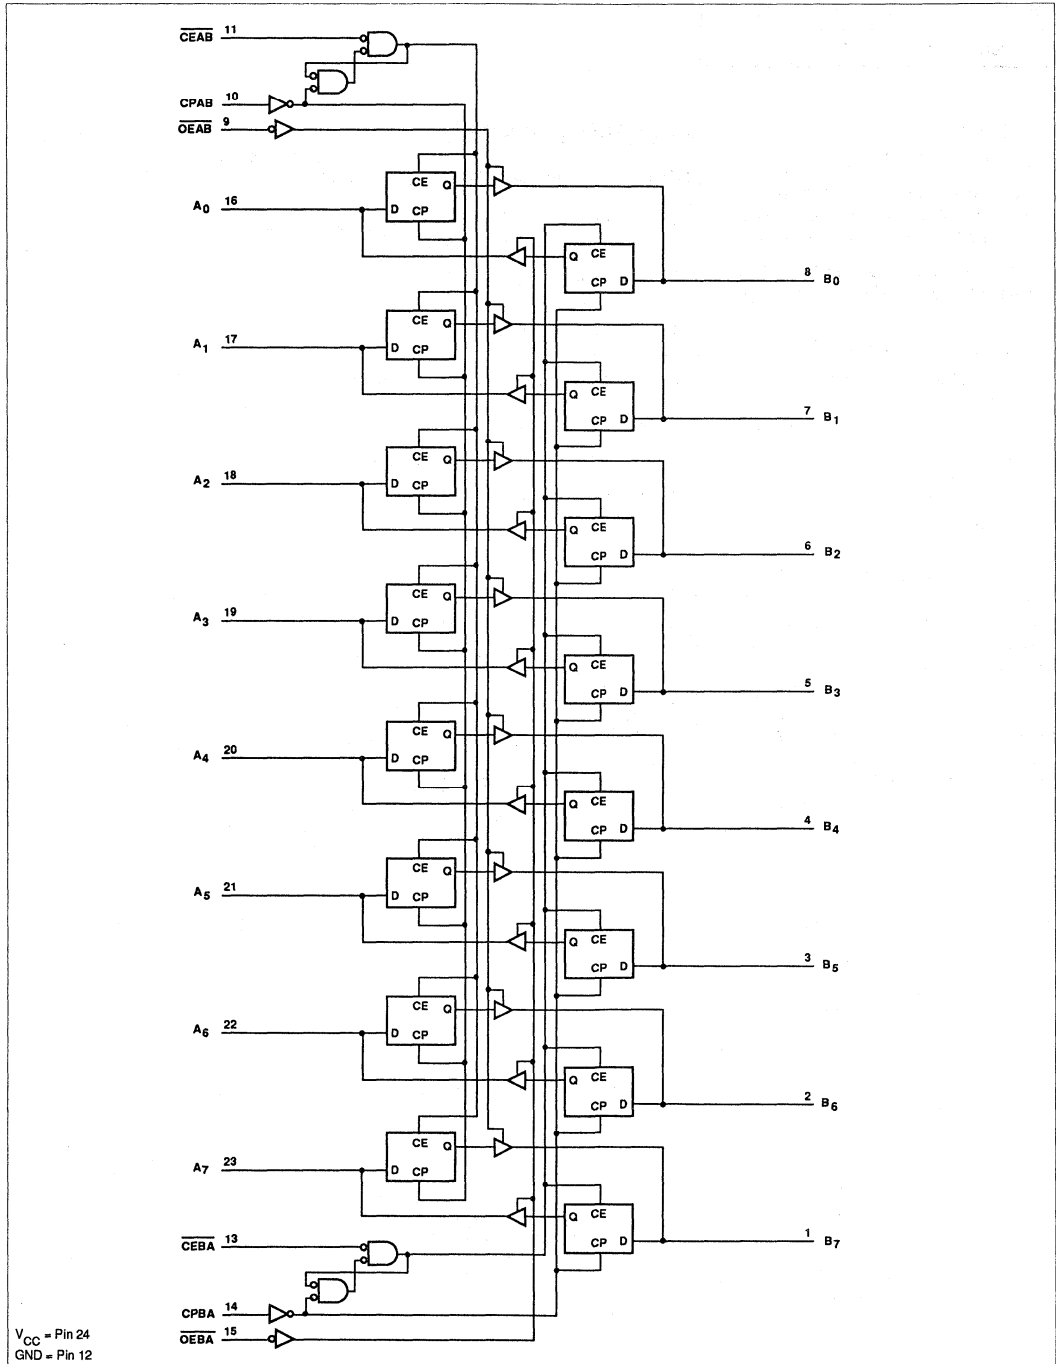 C̅E̅A̅B̅ 11
CPAB 10
O̅E̅A̅B̅ 9
CE Q
A0 16 D CP
Q CE
CP D 8 B0
CE Q
A1 17 D CP
Q CE
CP D 7 B1
CE Q
A2 18 D CP
Q CE
CP D 6 B2
CE Q
A3 19 D CP
Q CE
CP D 5 B3
CE Q
A4 20 D CP
Q CE
CP D 4 B4
CE Q
A5 21 D CP
Q CE
CP D 3 B5
CE Q
A6 22 D CP
Q CE
CP D 2 B6
CE Q
A7 23 D CP
Q CE
CP D 1 B7
C̅E̅B̅A̅ 13
CPBA 14
O̅E̅B̅A̅ 15
VCC = Pin 24
GND = Pin 12